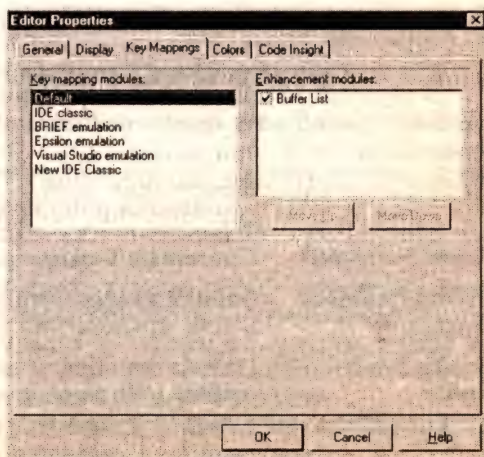 Editor Properties
General Display Key Mappings Colors Code Insight
Key mapping modules:
Default
IDE classic
BRIEF emulation
Epsilon emulation
Visual Studio emulation
New IDE Classic
Enhancement modules:
Buffer List
Move Up Move Down
OK Cancel Help